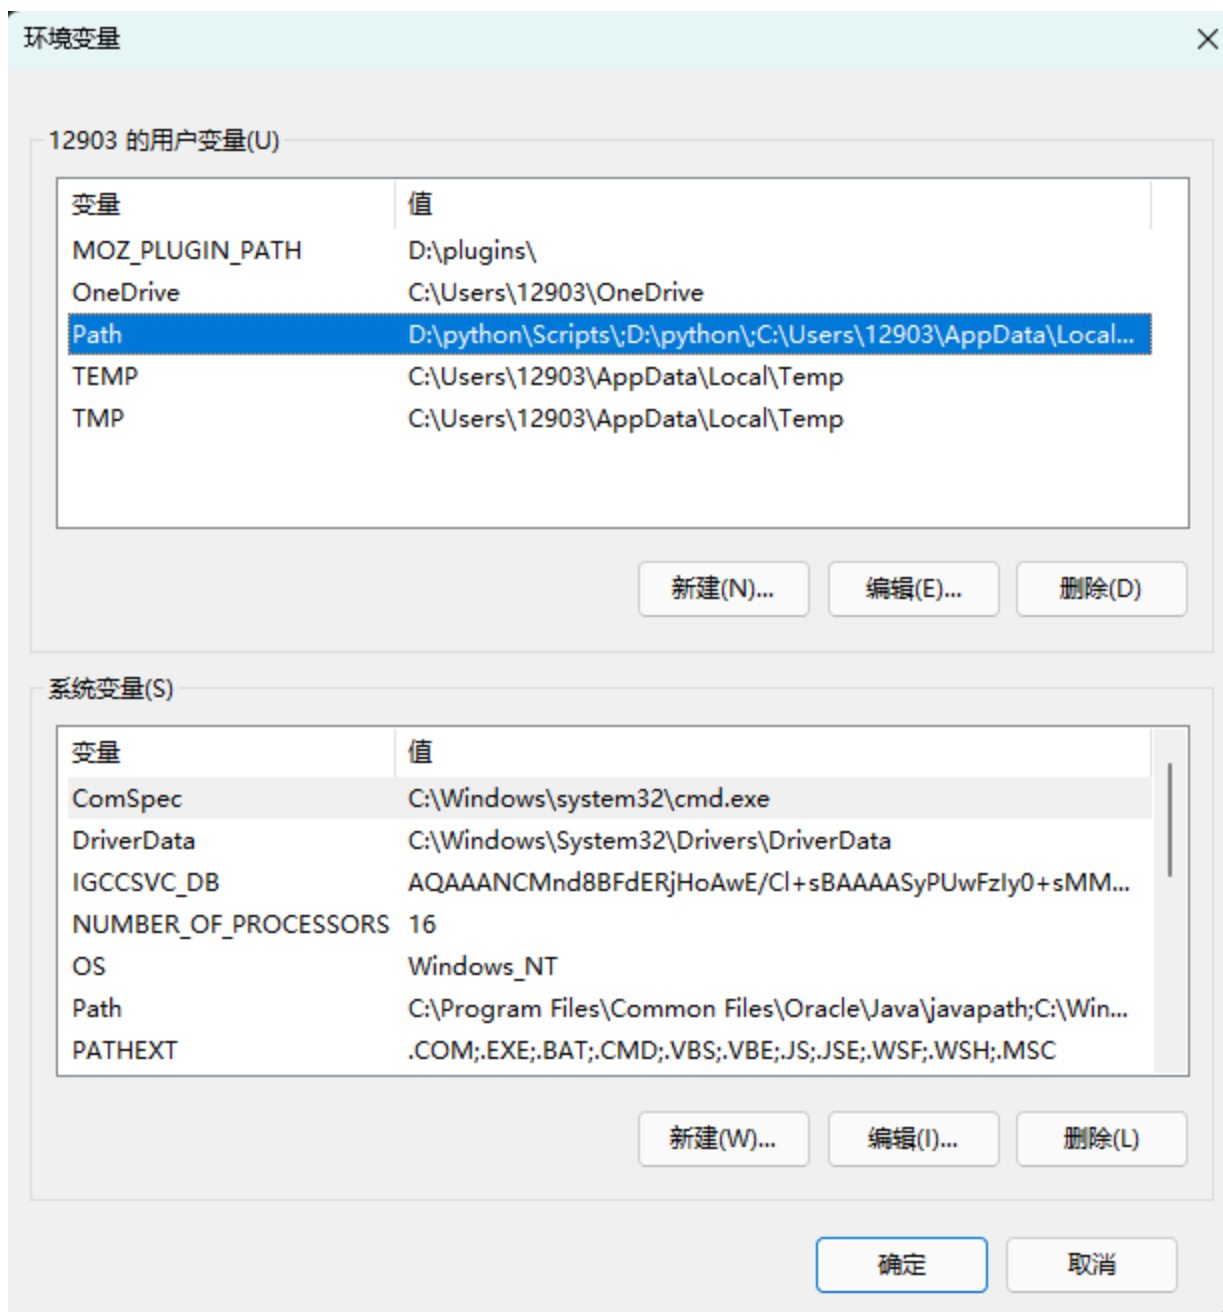 环境变量
12903 的用户变量(U)
变量 值
MOZ_PLUGIN_PATH D:\plugins\
OneDrive C:\Users\12903\OneDrive
Path D:\python\Scripts\;D:\python\;C:\Users\12903\AppData\Local...
TEMP C:\Users\12903\AppData\Local\Temp
TMP C:\Users\12903\AppData\Local\Temp
新建(N)... 编辑(E)... 删除(D)
系统变量(S)
变量 值
ComSpec C:\Windows\system32\cmd.exe
DriverData C:\Windows\System32\Drivers\DriverData
IGCCSVC_DB AQAAANCMnd8BFdERjHoAwE/Cl+sBAAAASyPUwFzIy0+sMM...
NUMBER_OF_PROCESSORS 16
OS Windows_NT
Path C:\Program Files\Common Files\Oracle\Java\javapath;C:\Win...
PATHEXT .COM;.EXE;.BAT;.CMD;.VBS;.VBE;.JS;.JSE;.WSF;.WSH;.MSC
新建(W)... 编辑(I)... 删除(L)
确定 取消